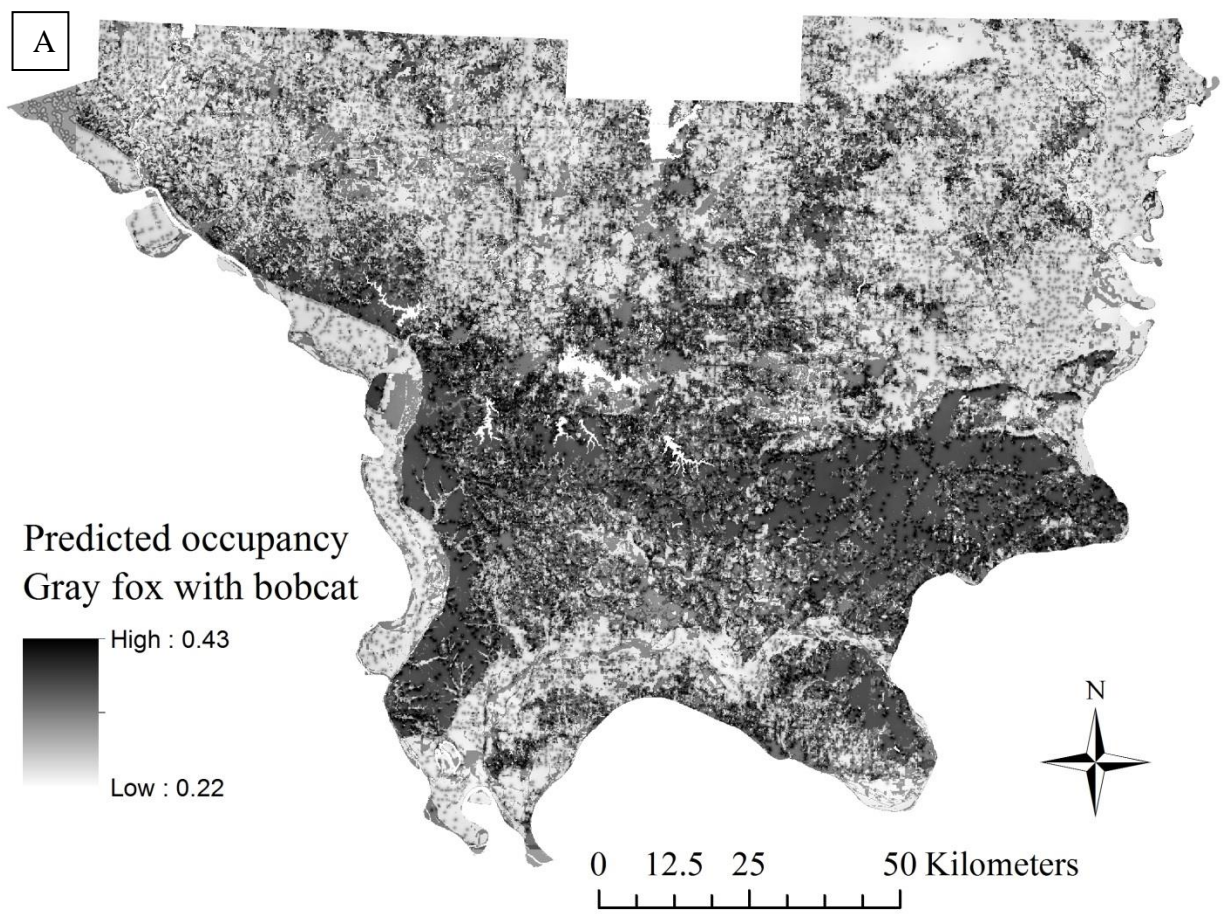 A
Predicted occupancy
Gray fox with bobcat
High : 0.43
Low : 0.22
N
0 12.5 25 50 Kilometers